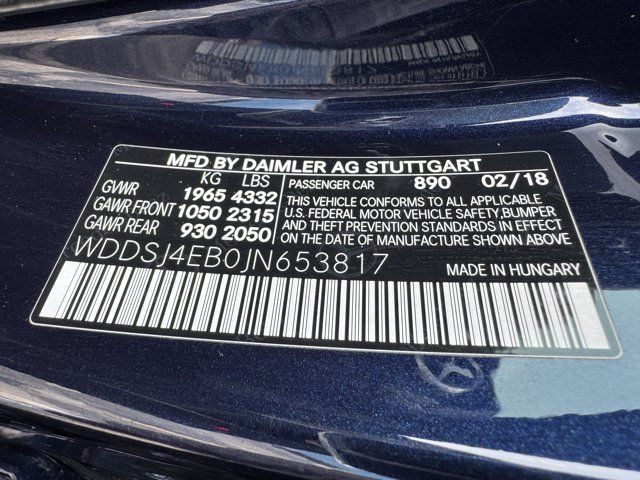 MFD BY DAIMLER AG STUTTGART
KG LBS
GVWR 1965 4332
GAWR FRONT 1050 2315
GAWR REAR 930 2050
PASSENGER CAR 890 02/18
THIS VEHICLE CONFORMS TO ALL APPLICABLE
U.S. FEDERAL MOTOR VEHICLE SAFETY, BUMPER
AND THEFT PREVENTION STANDARDS IN EFFECT
ON THE DATE OF MANUFACTURE SHOWN ABOVE.
WDDSJ4EB0JN653817
MADE IN HUNGARY